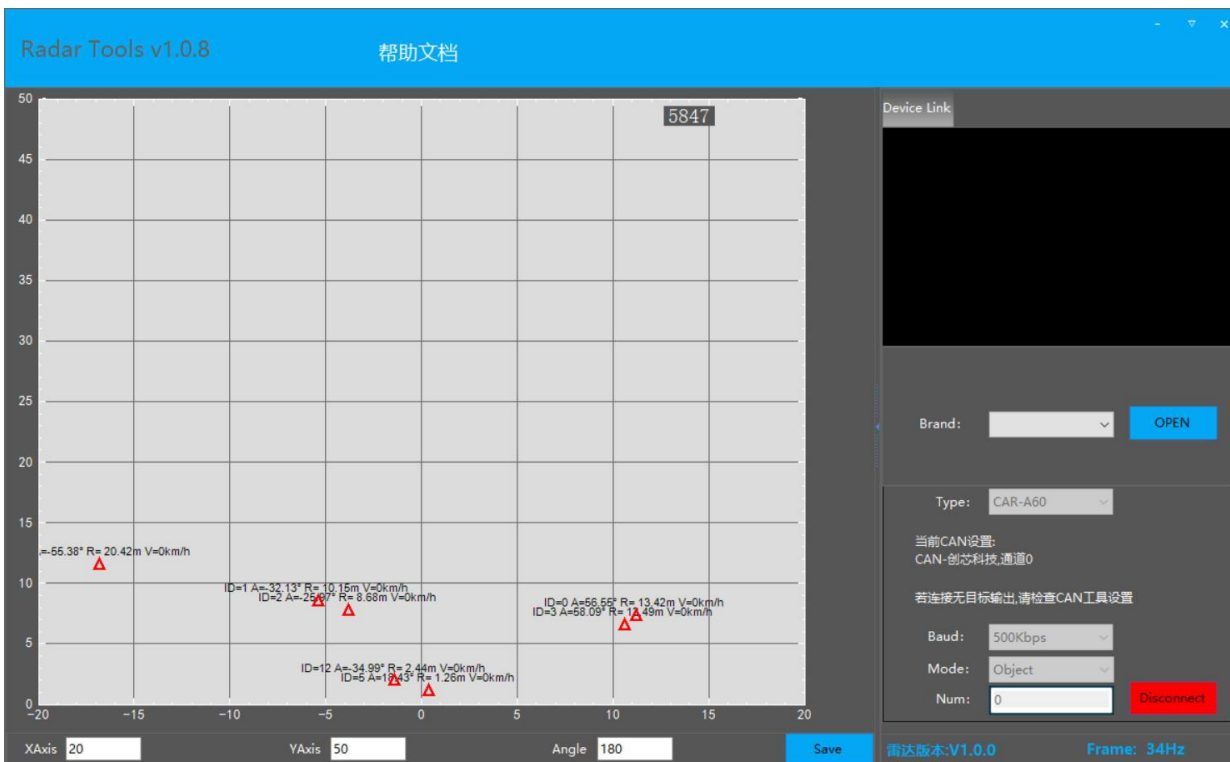 Radar Tools v1.0.8
帮助文档
50
5847
45
40
35
30
25
20
15
10
5
0
A=-55.38° R= 20.42m V=0km/h
ID=1 A=-32.13° R= 10.15m V=0km/h
ID=2 A=-25.97° R= 8.68m V=0km/h
ID=0 A=56.55° R= 13.42m V=0km/h
ID=3 A=58.09° R= 12.49m V=0km/h
ID=12 A=-34.99° R= 2.44m V=0km/h
ID=5 A=18.43° R= 1.26m V=0km/h
-20 -15 -10 -5 0 5 10 15 20
XAxis 20 YAxis 50 Angle 180 Save
Device Link
Brand: OPEN
Type: CAR-A60
当前CAN设置:
CAN-创芯科技,通道0
若连接无目标输出,请检查CAN工具设置
Baud: 500Kbps
Mode: Object
Num: 0 Disconnect
雷达版本:V1.0.0 Frame: 34Hz